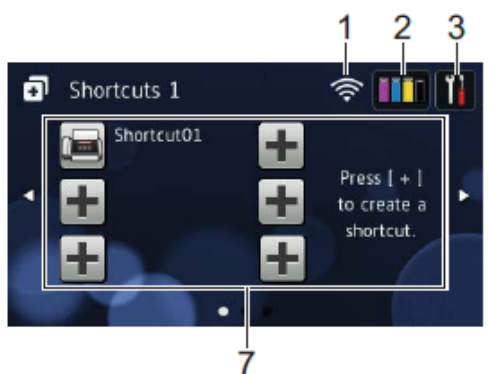 1 2 3
Shortcuts 1
Shortcut01
Press [ + ]
to create a
shortcut.
7